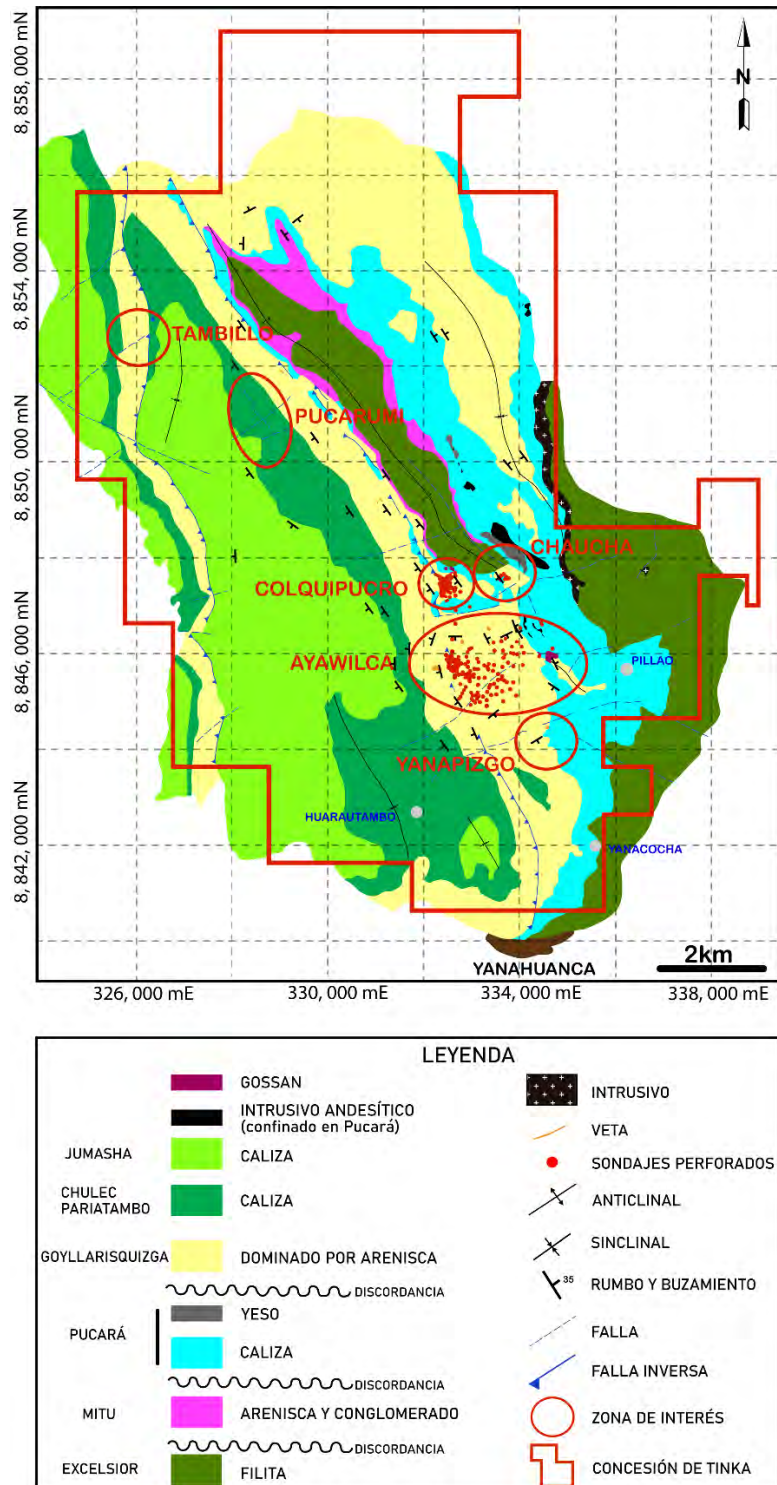 8,858,000 mN
N
8,854,000 mN
TAMBILLO
PUCARUMI
8,850,000 mN
CHAUCHA
COLQUIPUCRO
AYAWILCA
8,846,000 mN
PILLAO
YANAPIZGO
HUARAUTAMBO
8,842,000 mN
YANACOCHA
2km
YANAHUANCA
326,000 mE 330,000 mE 334,000 mE 338,000 mE
LEYENDA
GOSSAN
INTRUSIVO ANDESÍTICO
(confinado en Pucará)
JUMASHA CALIZA
CHULEC
PARIATAMBO CALIZA
GOYLLARISQUIZGA DOMINADO POR ARENISCA
DISCORDANCIA
PUCARÁ YESO
CALIZA
DISCORDANCIA
MITU ARENISCA Y CONGLOMERADO
DISCORDANCIA
EXCELSIOR FILITA
INTRUSIVO
VETA
SONDAJES PERFORADOS
ANTICLINAL
SINCLINAL
35 RUMBO Y BUZAMIENTO
FALLA
FALLA INVERSA
ZONA DE INTERÉS
CONCESIÓN DE TINKA